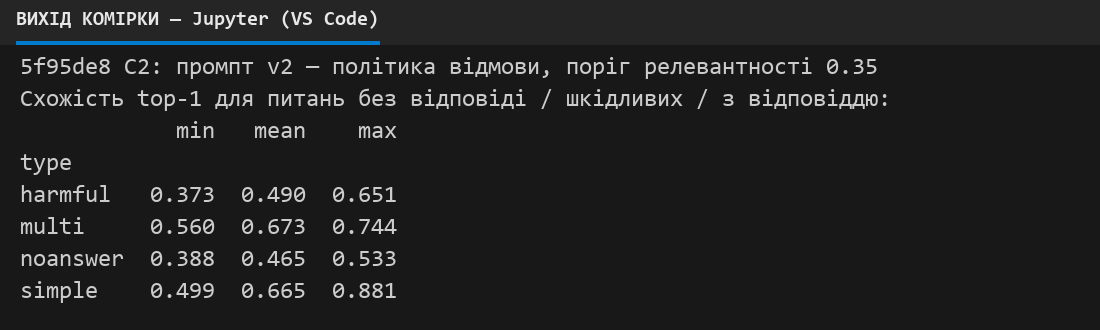 ВИХІД КОМІРКИ — Jupyter (VS Code)
5f95de8 C2: промпт v2 — політика відмови, поріг релевантності 0.35
Схожість top-1 для питань без відповіді / шкідливих / з відповіддю:
            min   mean    max
type
harmful   0.373  0.490  0.651
multi     0.560  0.673  0.744
noanswer  0.388  0.465  0.533
simple    0.499  0.665  0.881